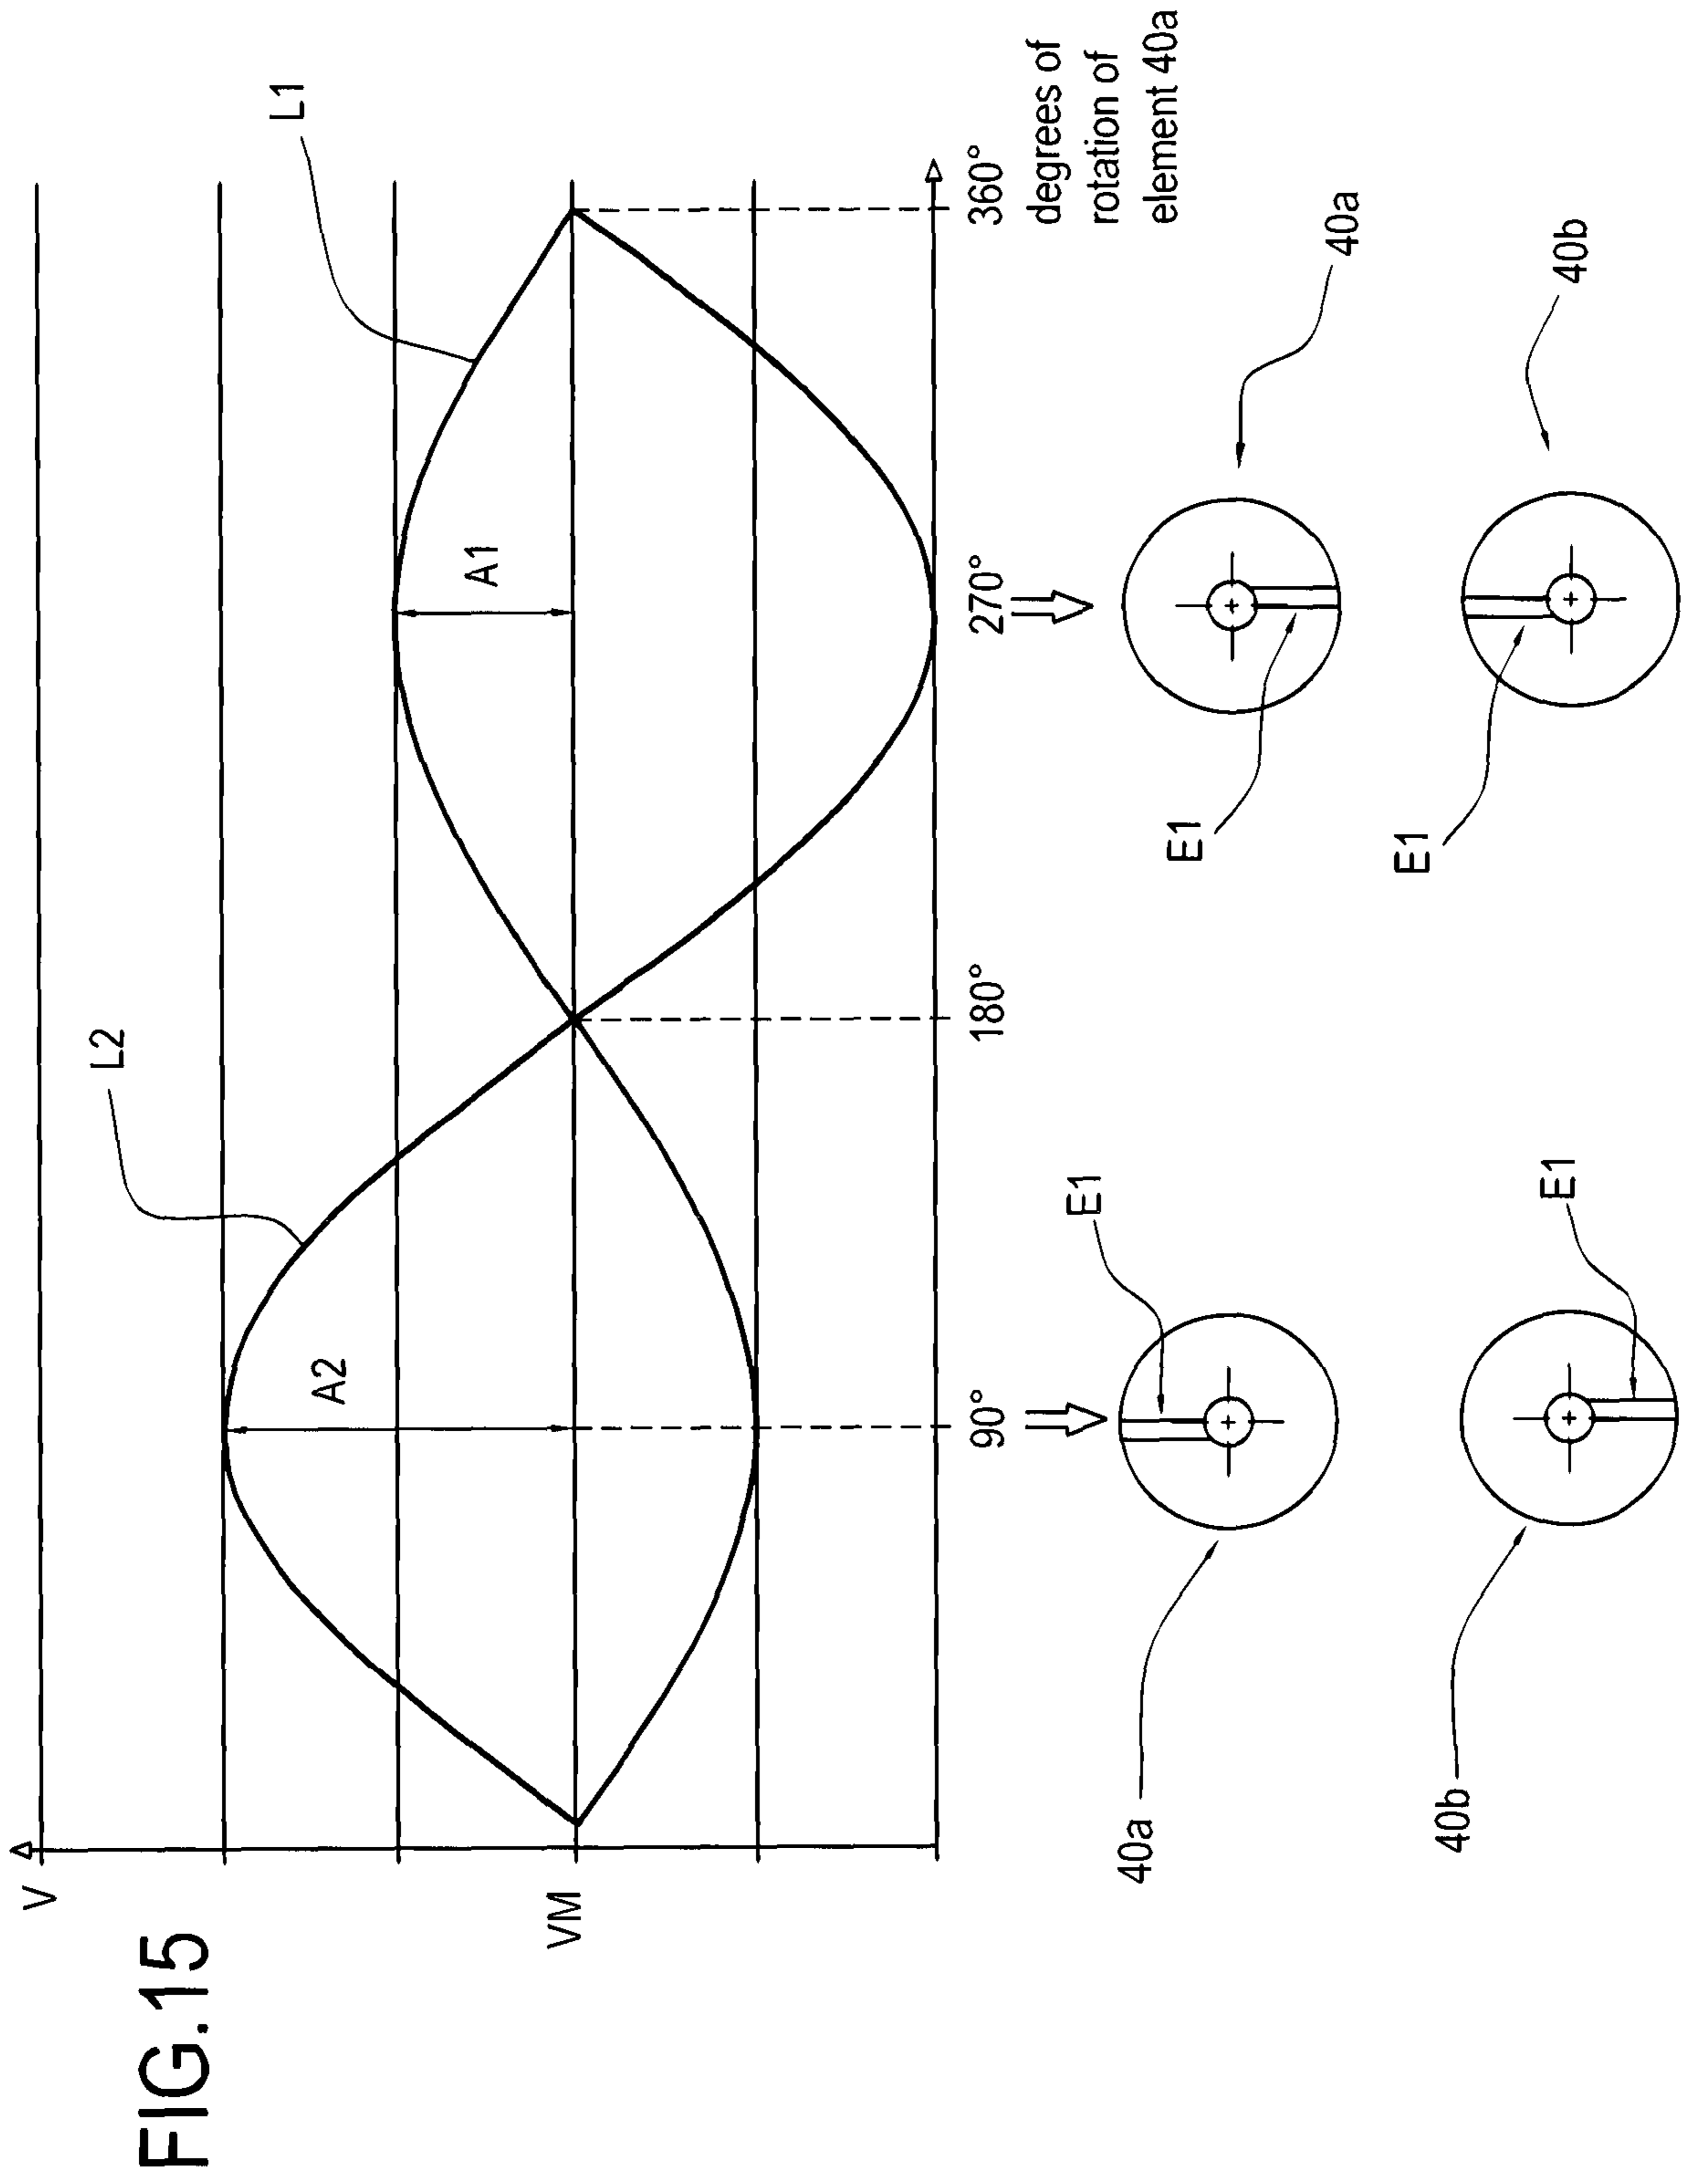 FIG.15
V
L2
L1
A2
A1
VM
90°
180°
270°
360°
degrees of
rotation of
element 40a
40a
E1
E1
40a
40b
E1
E1
40b